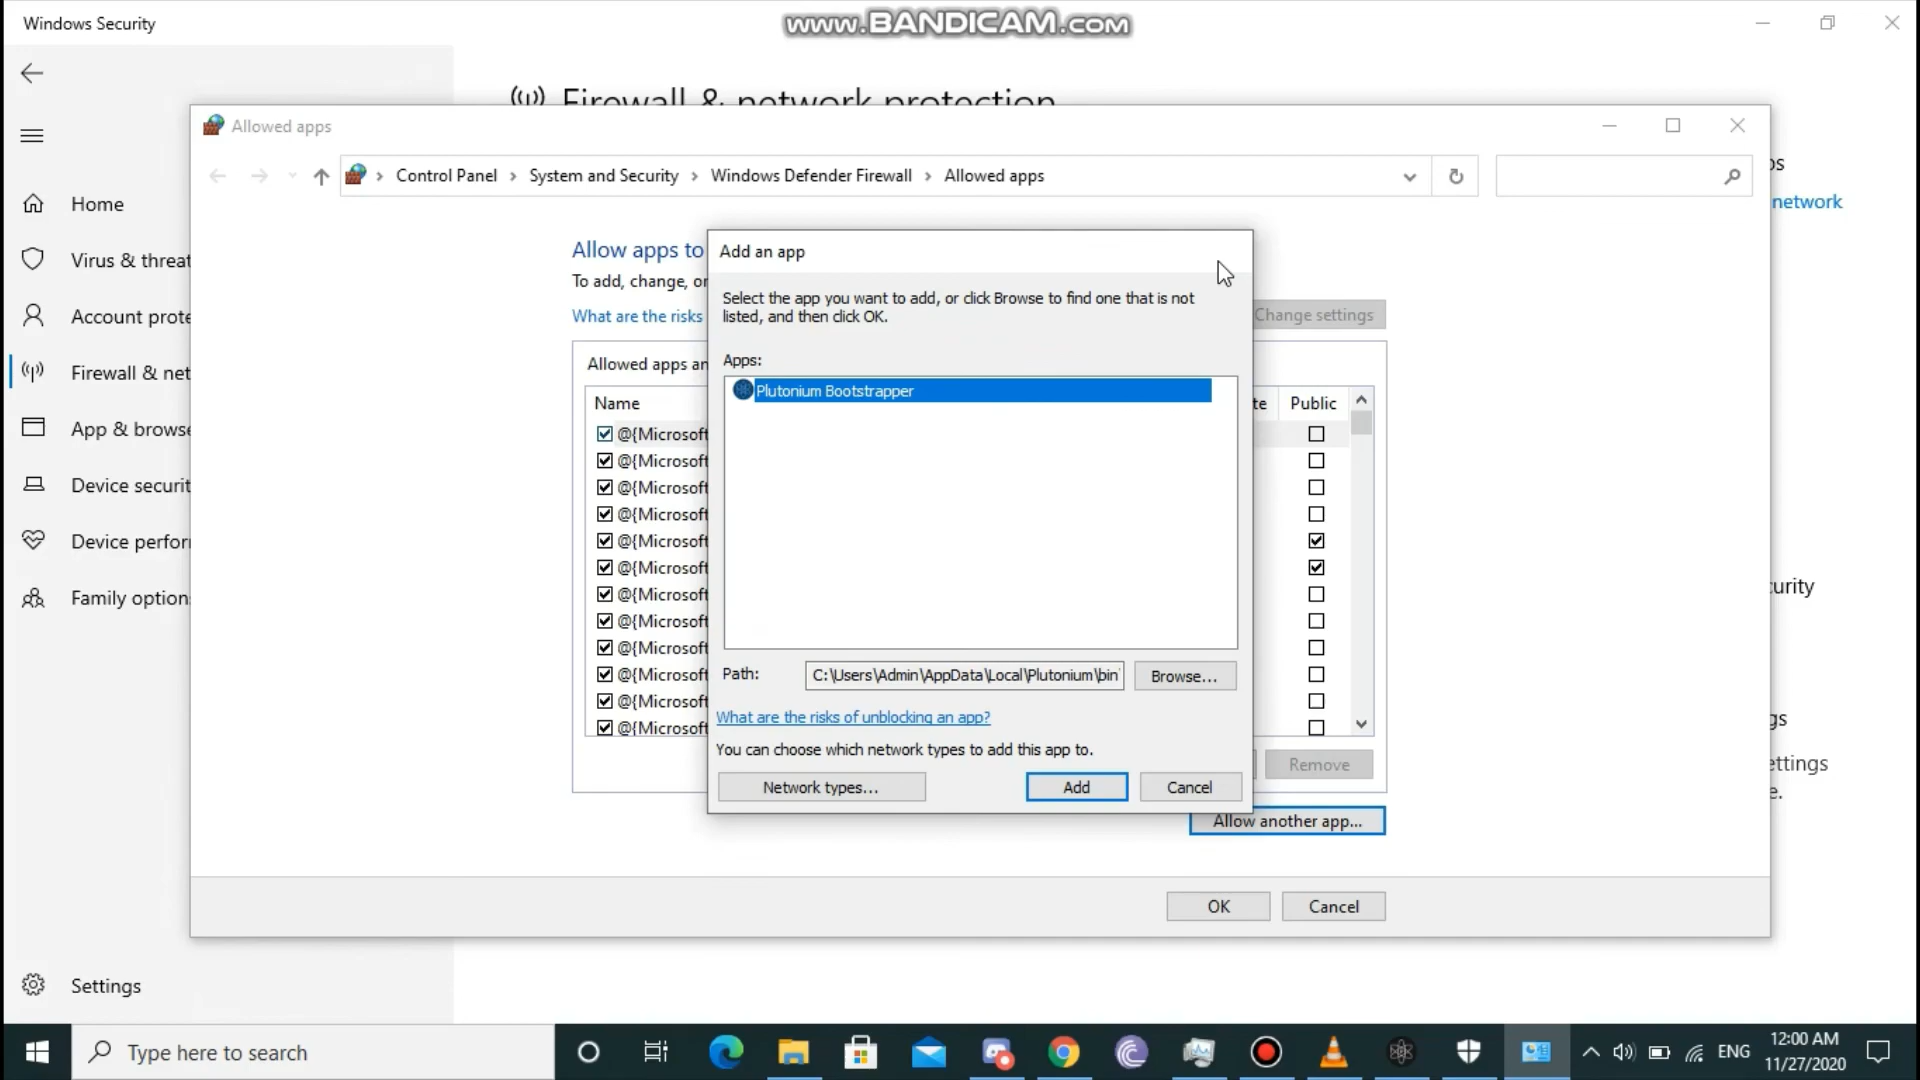 Windows Security
www.BANDICAM.com
Firewall & network protection
Allowed apps
Control Panel > System and Security > Windows Defender Firewall > Allowed apps
Home
Virus & threat
Account prote
Firewall & net
App & browse
Device securit
Device perfor
Family option
Settings
ps
network
curity
gs
ettings
e.
Allow apps to
To add, change, or
What are the risks
Change settings
Allowed apps an
Name
te
Public
@{Microsoft
@{Microsoft
@{Microsoft
@{Microsoft
@{Microsoft
@{Microsoft
@{Microsoft
@{Microsoft
@{Microsoft
@{Microsoft
@{Microsoft
@{Microsoft
Remove
Allow another app...
OK
Cancel
Add an app
Select the app you want to add, or click Browse to find one that is not
listed, and then click OK.
Apps:
Plutonium Bootstrapper
Path:
C:\Users\Admin\AppData\Local\Plutonium\bin\
Browse...
What are the risks of unblocking an app?
You can choose which network types to add this app to.
Network types...
Add
Cancel
Type here to search
ENG
12:00 AM
11/27/2020